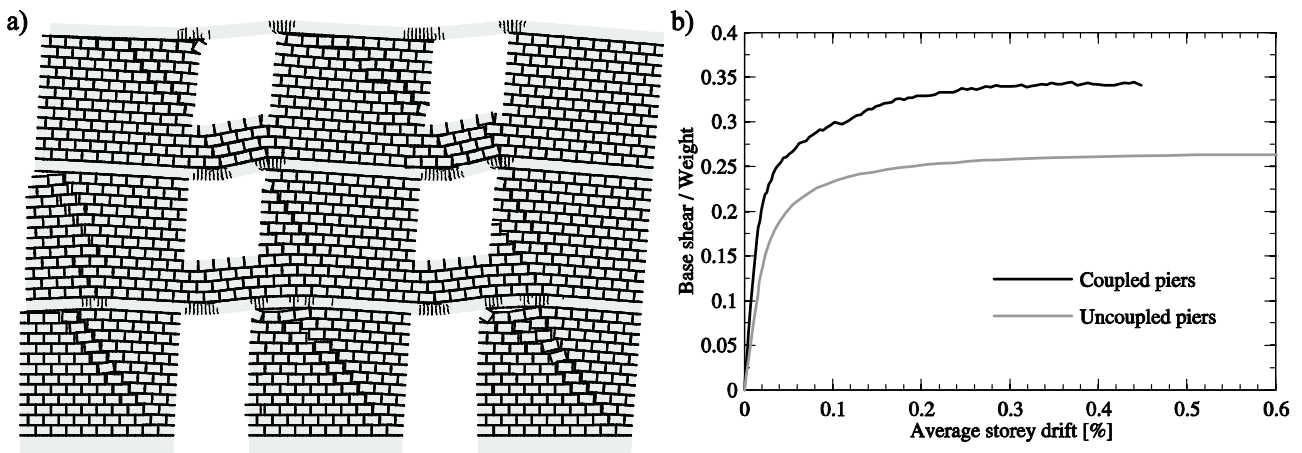 a)
b)
0.4
0.35
0.3
0.25
0.2
0.15
0.1
0.05
0
Base shear / Weight
Coupled piers
Uncoupled piers
0 0.1 0.2 0.3 0.4 0.5 0.6
Average storey drift [%]